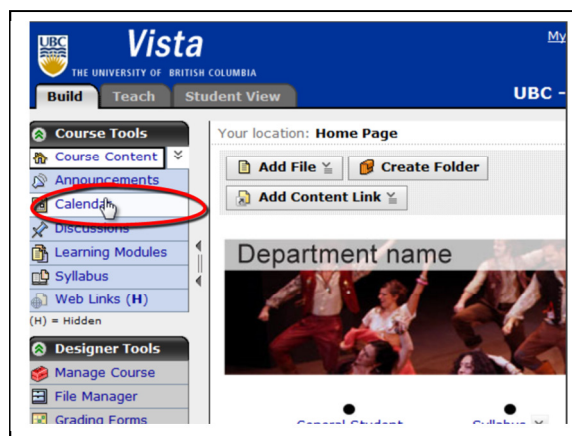 UBC
Vista
My
THE UNIVERSITY OF BRITISH COLUMBIA
Build Teach Student View
UBC -
Course Tools
Course Content
Announcements
Calendar
Discussions
Learning Modules
Syllabus
Web Links (H)
(H) = Hidden
Designer Tools
Manage Course
File Manager
Grading Forms
Your location: Home Page
Add File
Create Folder
Add Content Link
Department name
General Student
Syllabus